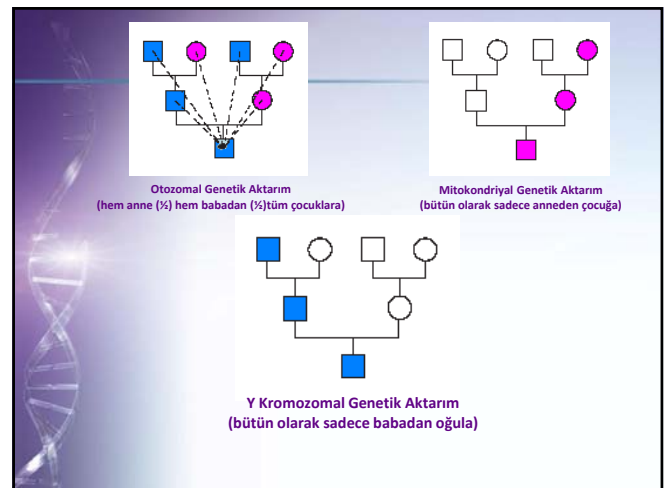 Otozomal Genetik Aktarım
(hem anne (½) hem babadan (½)tüm çocuklara)
Mitokondriyal Genetik Aktarım
(bütün olarak sadece anneden çocuğa)
Y Kromozomal Genetik Aktarım
(bütün olarak sadece babadan oğula)